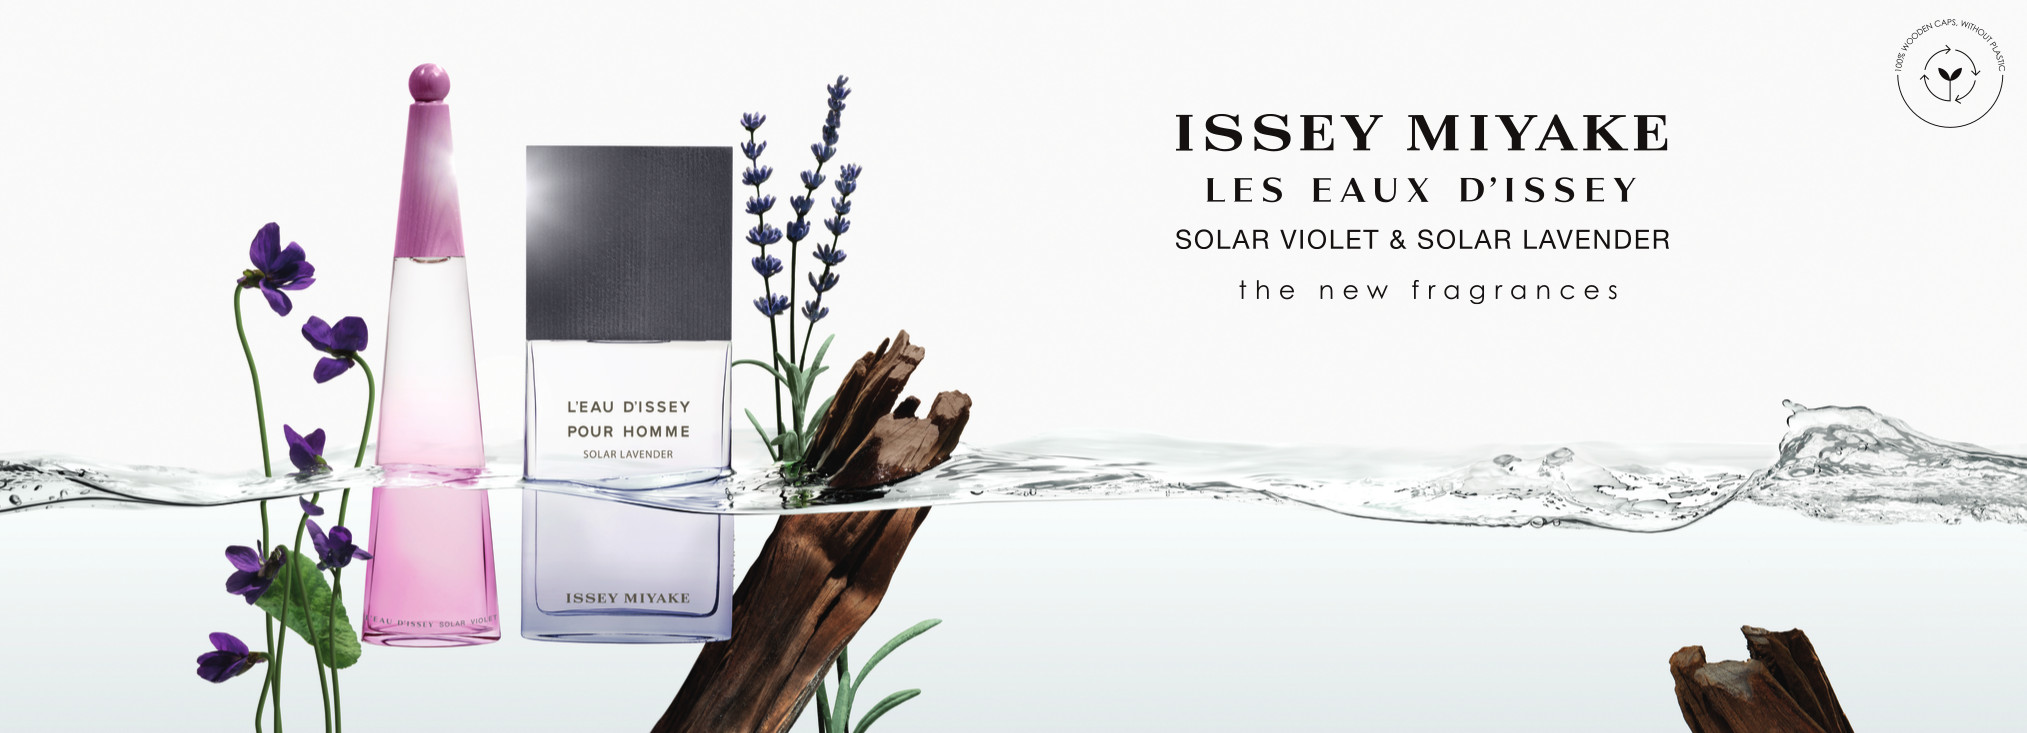 100% WOODEN CAPS, WITHOUT PLASTIC
ISSEY MIYAKE
LES EAUX D'ISSEY
SOLAR VIOLET & SOLAR LAVENDER
the new fragrances
L'EAU D'ISSEY
POUR HOMME
SOLAR LAVENDER
ISSEY MIYAKE
L'EAU D'ISSEY SOLAR VIOLET